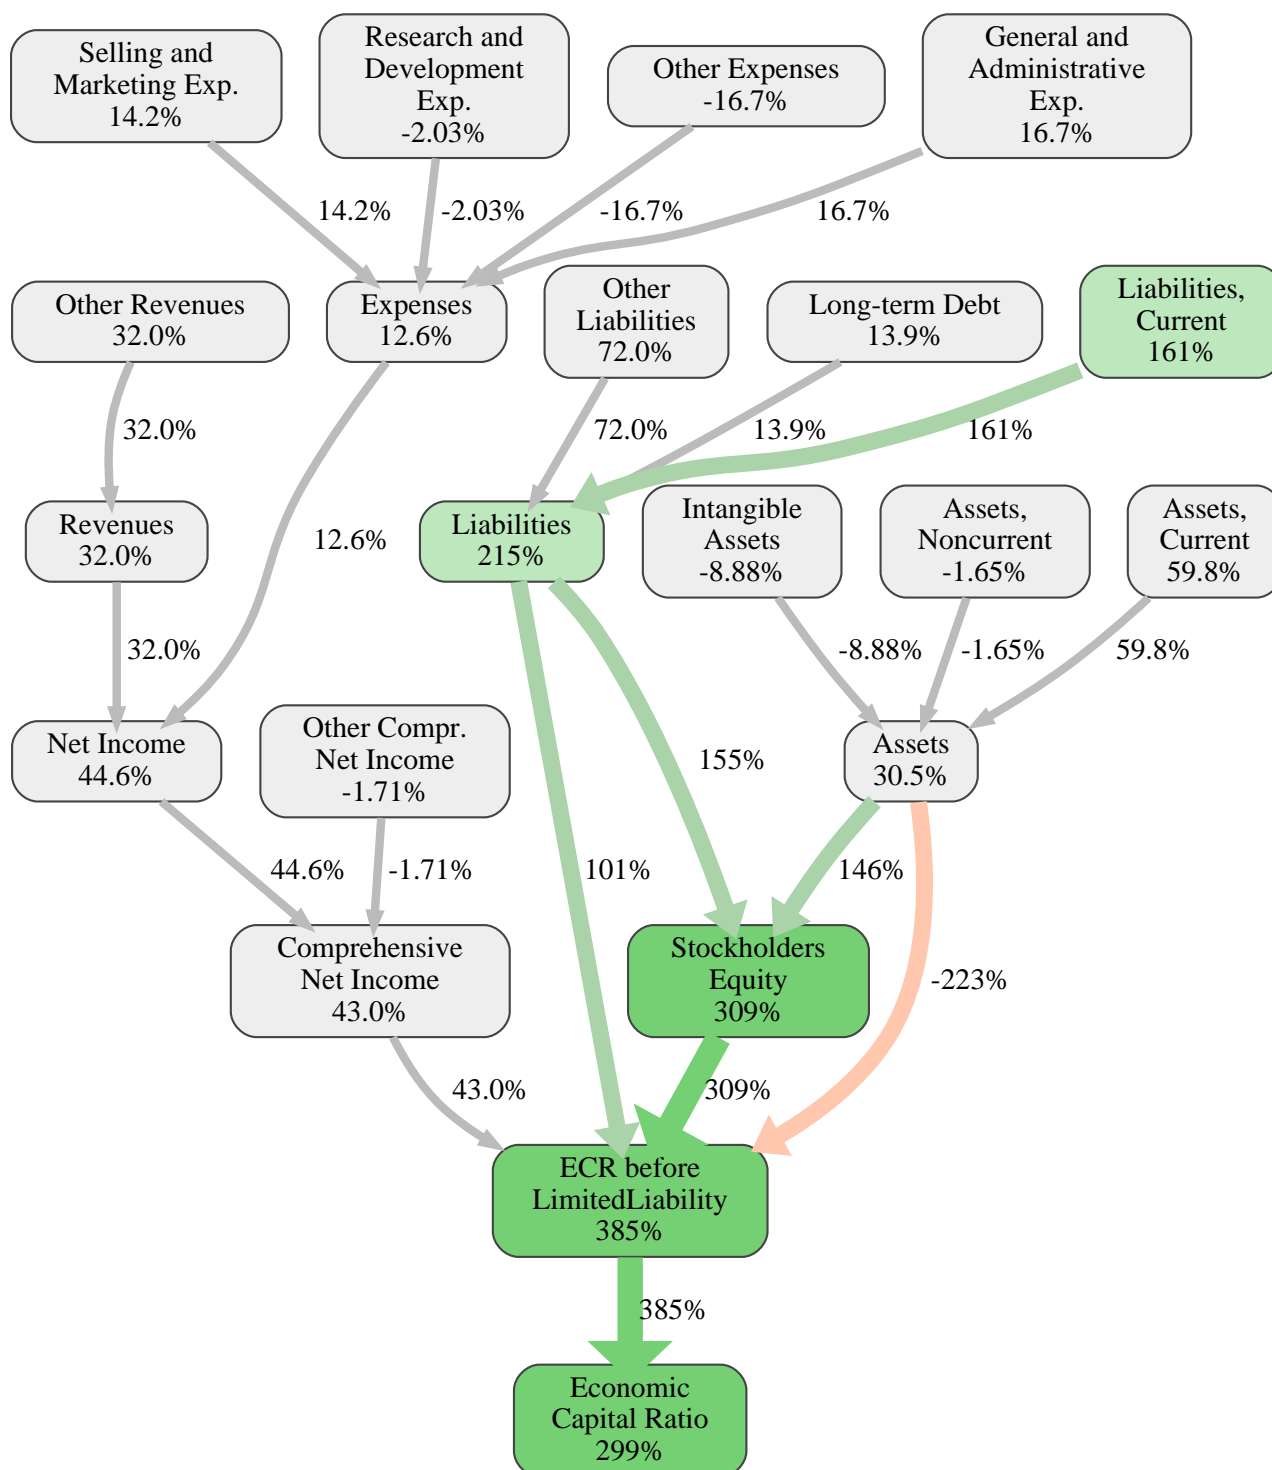 Selling and
Marketing Exp.
14.2%
Research and
Development
Exp.
-2.03%
Other Expenses
-16.7%
General and
Administrative
Exp.
16.7%
14.2%
-2.03%
-16.7%
16.7%
Other Revenues
32.0%
Expenses
12.6%
Other
Liabilities
72.0%
Long-term Debt
13.9%
Liabilities,
Current
161%
32.0%
72.0%
13.9%
161%
Revenues
32.0%
12.6%
Liabilities
215%
Intangible
Assets
-8.88%
Assets,
Noncurrent
-1.65%
Assets,
Current
59.8%
32.0%
-8.88%
-1.65%
59.8%
Net Income
44.6%
Other Compr.
Net Income
-1.71%
155%
Assets
30.5%
44.6%
-1.71%
101%
146%
Comprehensive
Net Income
43.0%
Stockholders
Equity
309%
-223%
43.0%
309%
ECR before
LimitedLiability
385%
385%
Economic
Capital Ratio
299%